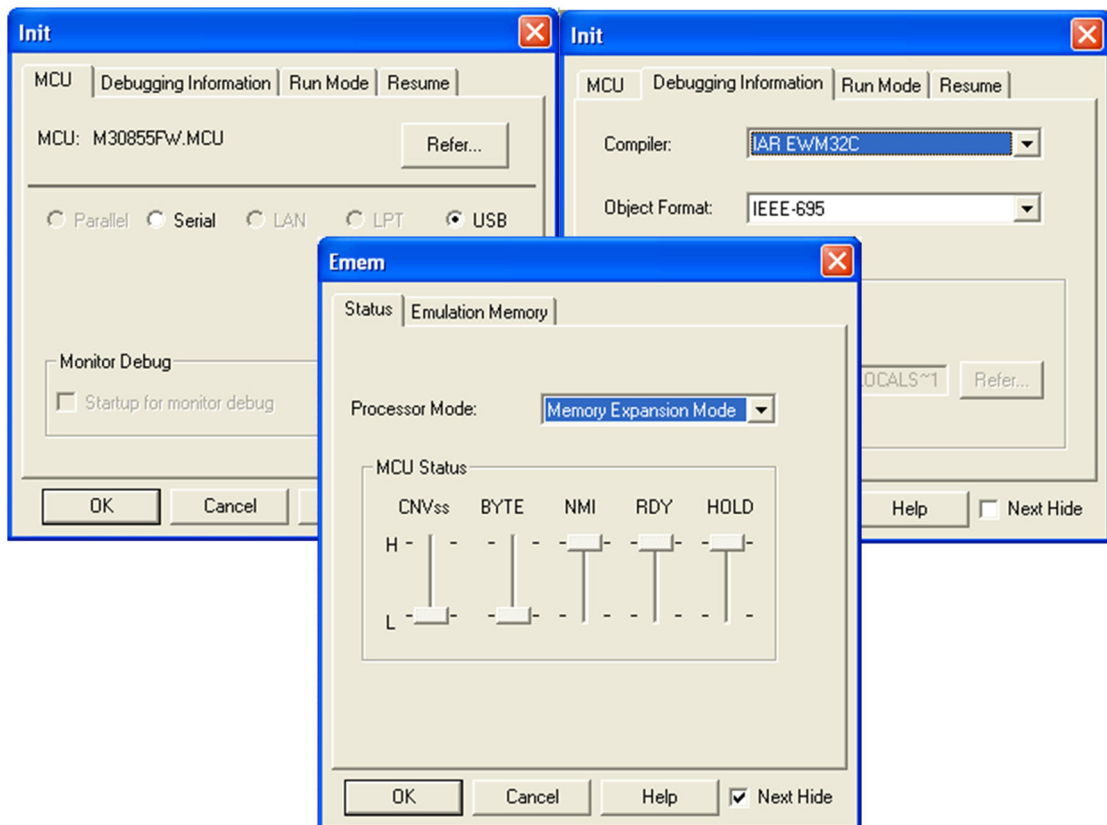 Init
MCU Debugging Information Run Mode Resume
MCU: M30855FW.MCU Refer...
Parallel Serial LAN LPT USB
Monitor Debug
Startup for monitor debug
OK Cancel
Init
MCU Debugging Information Run Mode Resume
Compiler: IAR EWM32C
Object Format: IEEE-695
LOCALS~1 Refer...
Help Next Hide
Emem
Status Emulation Memory
Processor Mode: Memory Expansion Mode
MCU Status
CNVss BYTE NMI RDY HOLD
H
L
OK Cancel Help Next Hide